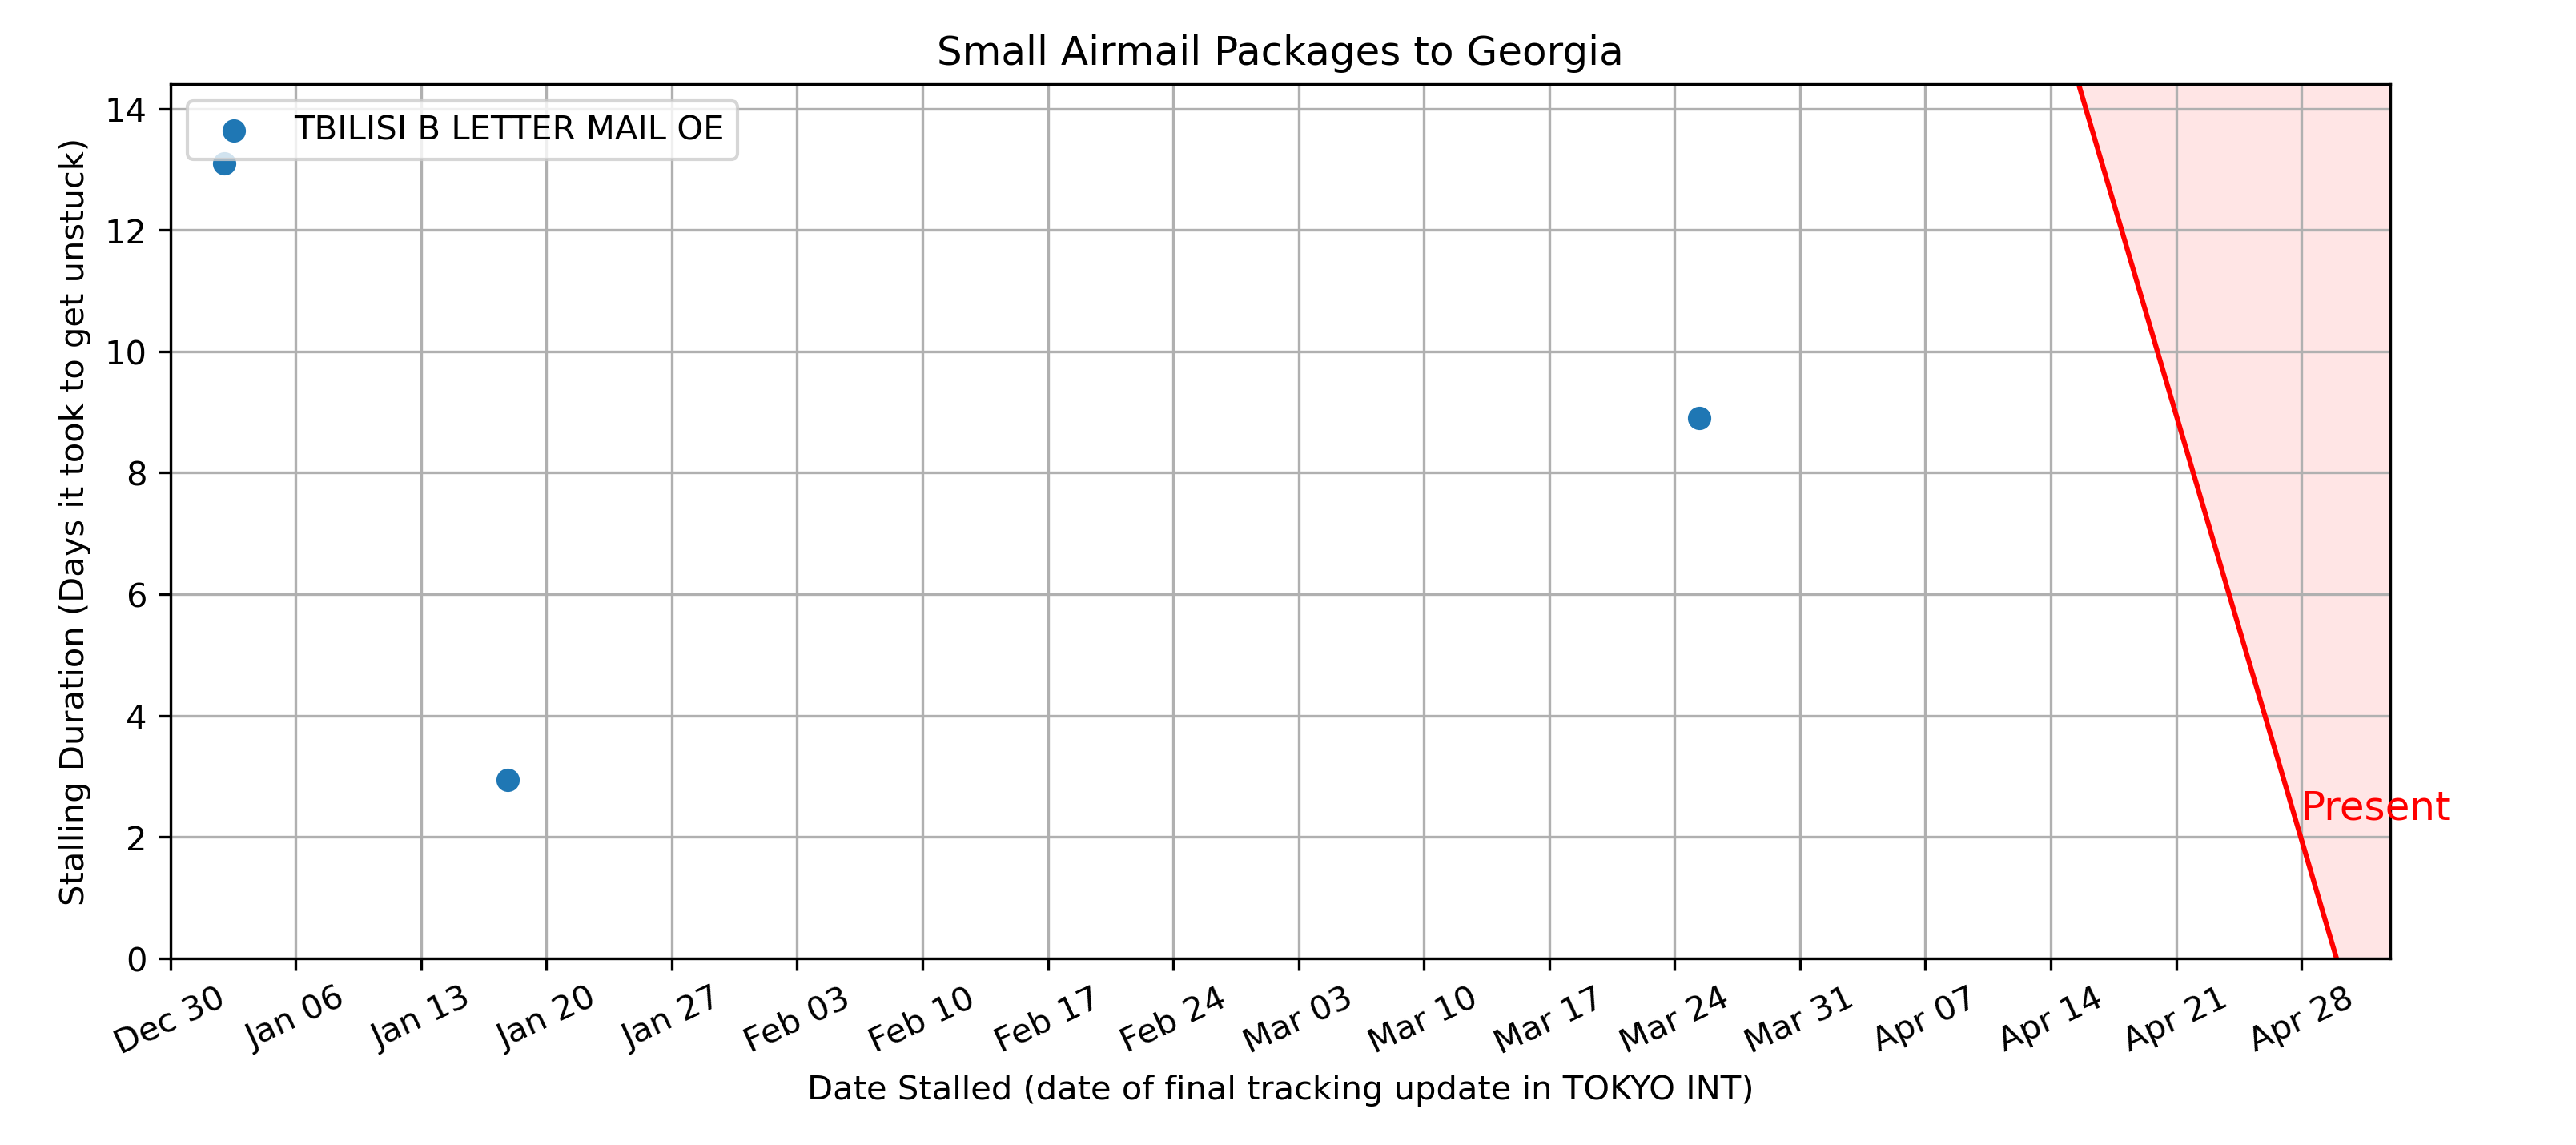 Small Airmail Packages to Georgia
TBILISI B LETTER MAIL OE
Stalling Duration (Days it took to get unstuck)
14
12
10
8
6
4
2
0
Present
Dec 30
Jan 06
Jan 13
Jan 20
Jan 27
Feb 03
Feb 10
Feb 17
Feb 24
Mar 03
Mar 10
Mar 17
Mar 24
Mar 31
Apr 07
Apr 14
Apr 21
Apr 28
Date Stalled (date of final tracking update in TOKYO INT)